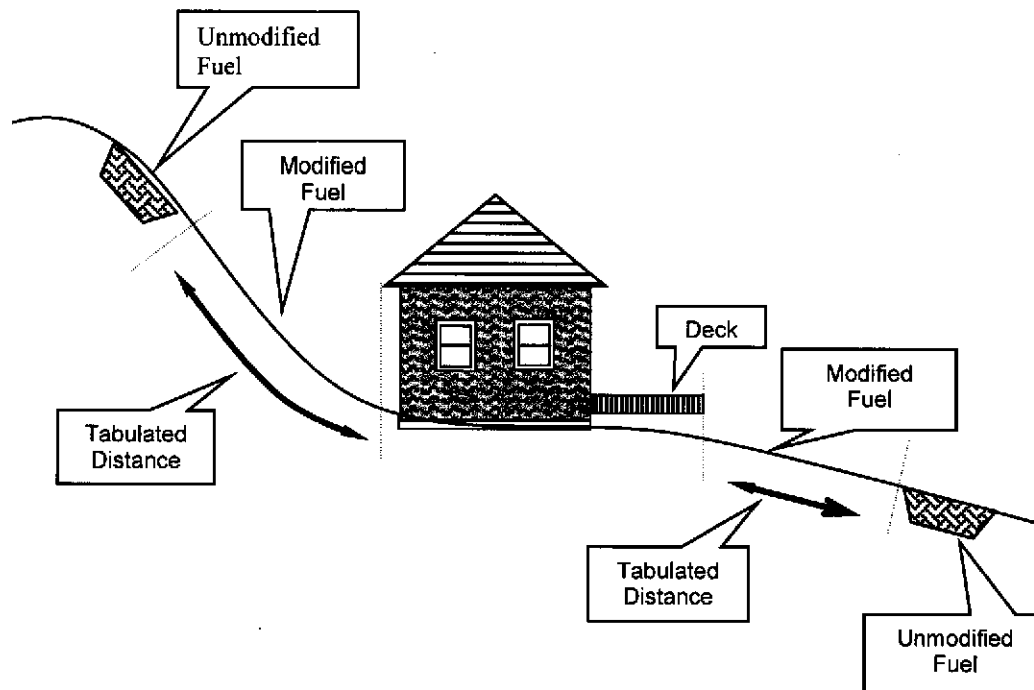 Unmodified
Fuel
Modified
Fuel
Deck
Modified
Fuel
Tabulated
Distance
Tabulated
Distance
Unmodified
Fuel